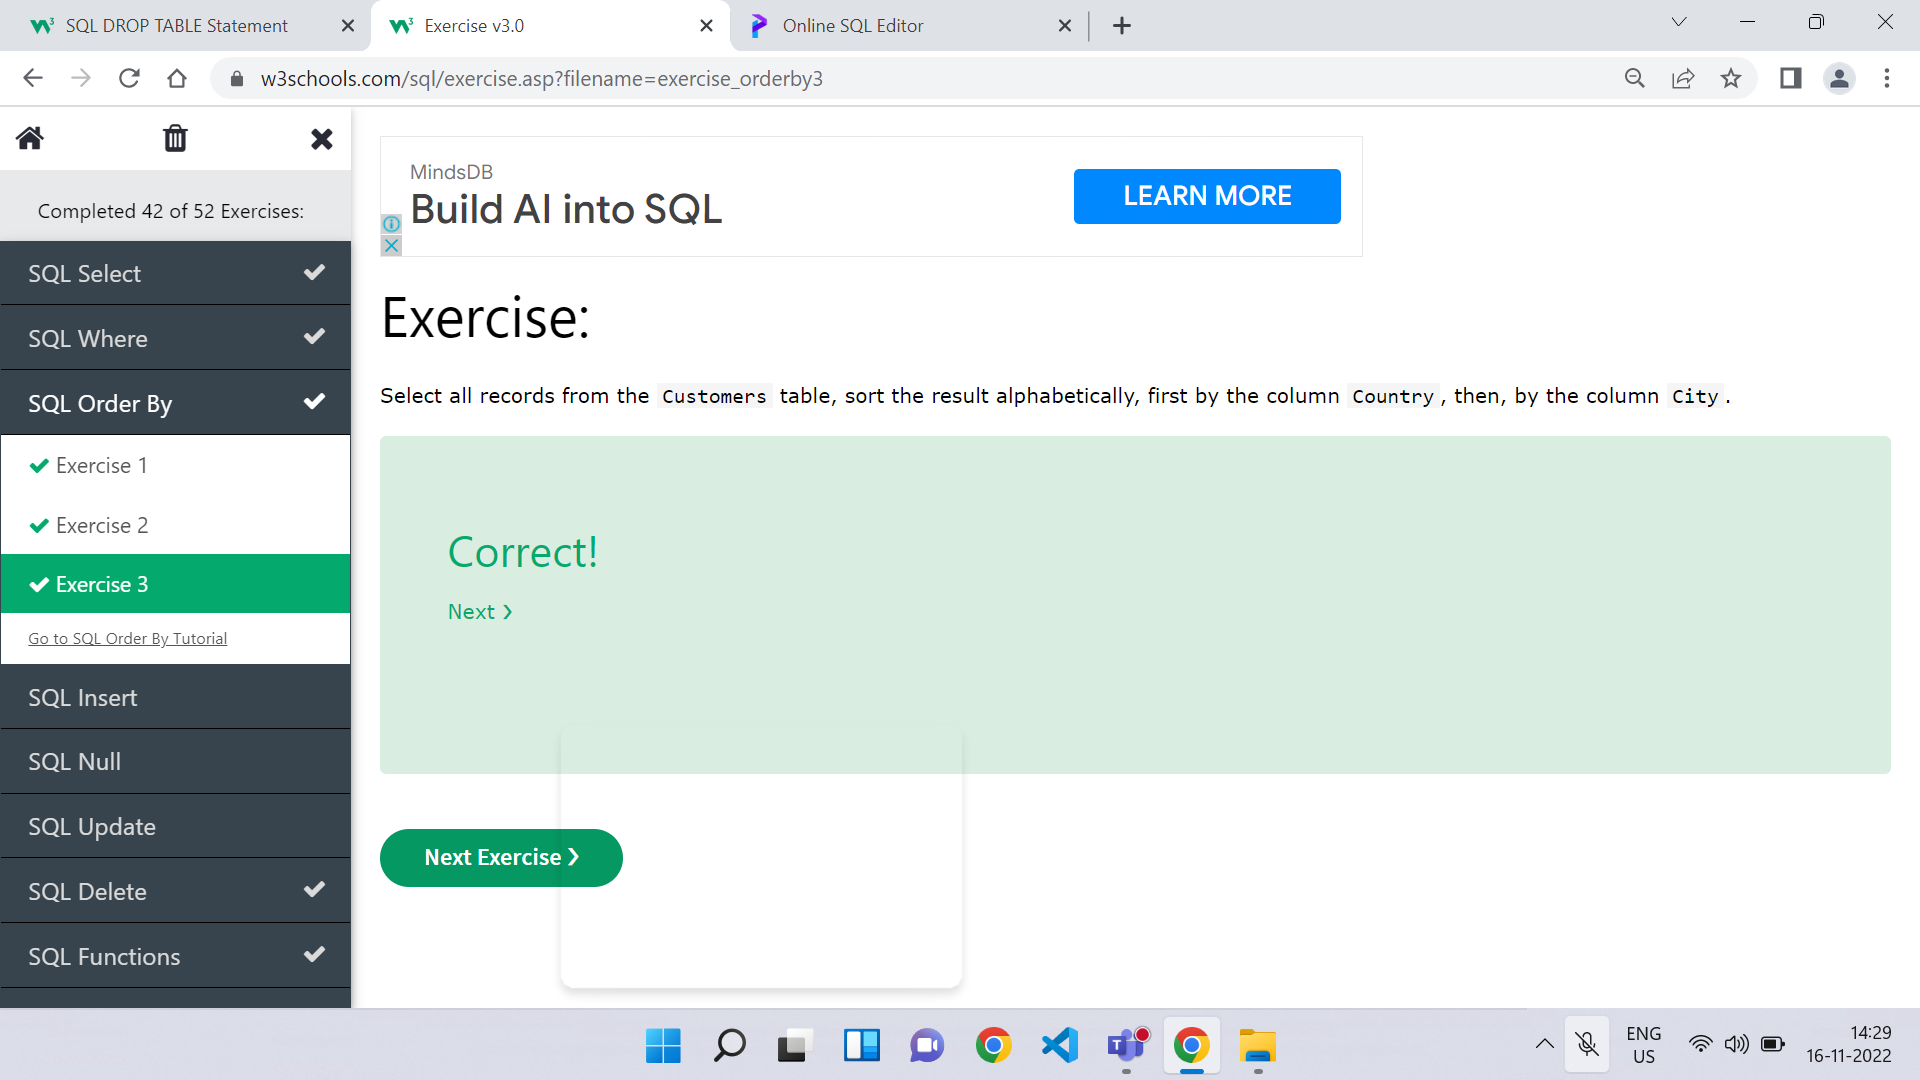 SQL DROP TABLE Statement
Exercise v3.0
Online SQL Editor
w3schools.com/sql/exercise.asp?filename=exercise_orderby3
Completed 42 of 52 Exercises:
SQL Select
SQL Where
SQL Order By
Exercise 1
Exercise 2
Exercise 3
Go to SQL Order By Tutorial
SQL Insert
SQL Null
SQL Update
SQL Delete
SQL Functions
MindsDB
Build AI into SQL
LEARN MORE
Exercise:
Select all records from the Customers table, sort the result alphabetically, first by the column Country, then, by the column City.
Correct!
Next ❯
Next Exercise ❯
ENG
US
14:29
16-11-2022